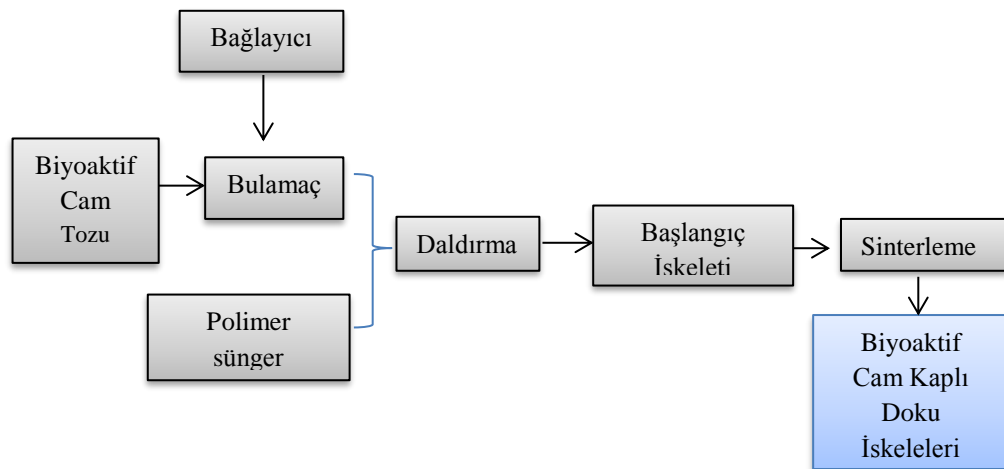 Bağlayıcı
Biyoaktif
Cam
Tozu
Bulamaç
Polimer
sünger
Daldırma
Başlangıç
İskeleti
Sinterleme
Biyoaktif
Cam Kaplı
Doku
İskeleleri